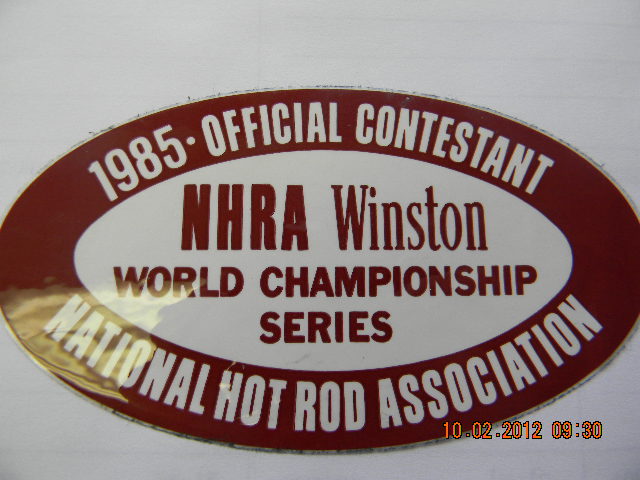 1985 • OFFICIAL CONTESTANT
NHRA Winston
WORLD CHAMPIONSHIP
SERIES
NATIONAL HOT ROD ASSOCIATION
10.02.2012 09:30